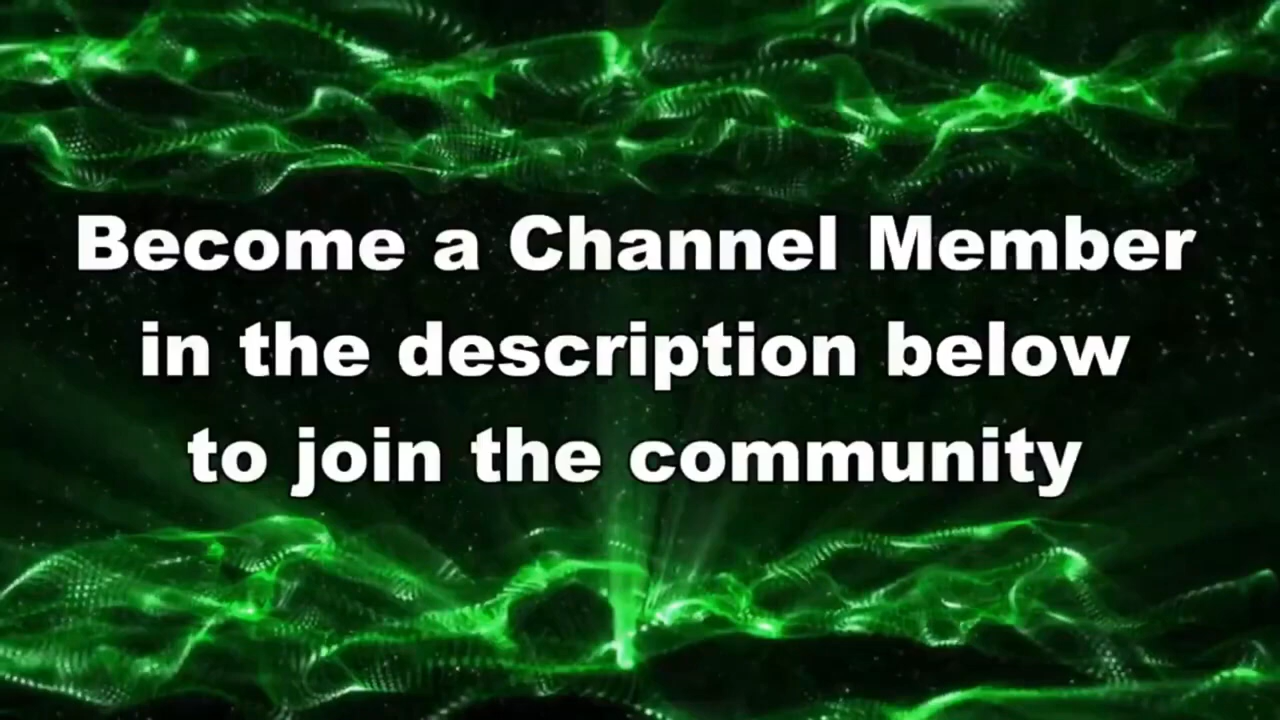 Become a Channel Member
in the description below
to join the community